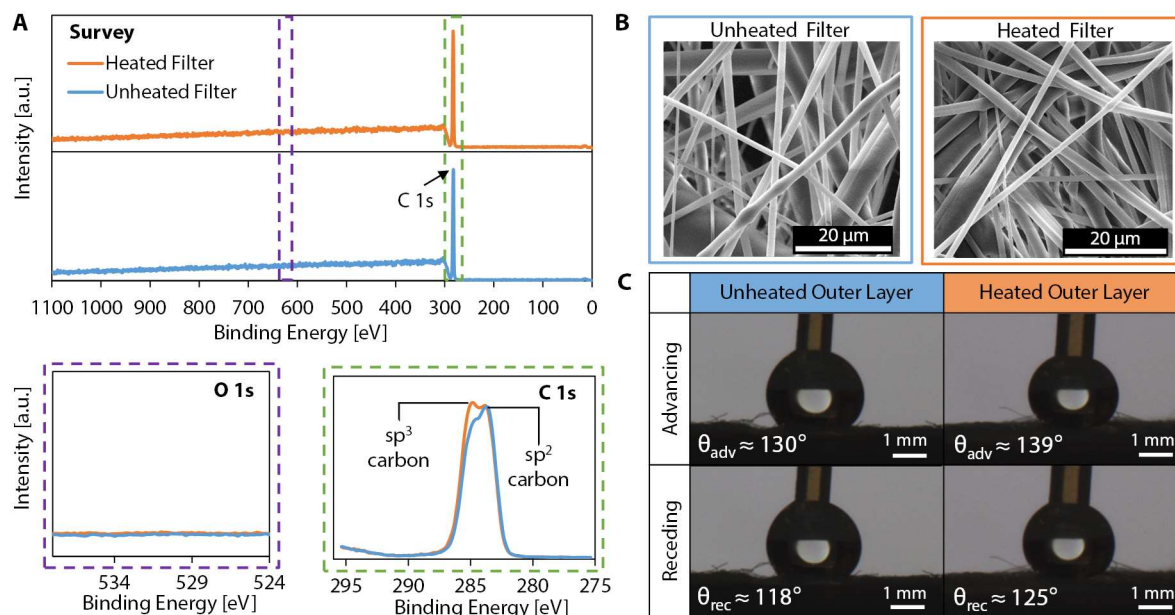 A
Survey
Heated Filter
Unheated Filter
C 1s
Intensity [a.u.]
1100 1000 900 800 700 600 500 400 300 200 100 0
Binding Energy [eV]
O 1s
Intensity [a.u.]
534 529 524
Binding Energy [eV]
C 1s
sp³
carbon
sp²
carbon
295 290 285 280 275
Binding Energy [eV]
B
Unheated Filter
Heated Filter
20 µm
20 µm
C
Unheated Outer Layer
Heated Outer Layer
Advancing
θadv ≈ 130°
1 mm
θadv ≈ 139°
1 mm
Receding
θrec ≈ 118°
1 mm
θrec ≈ 125°
1 mm